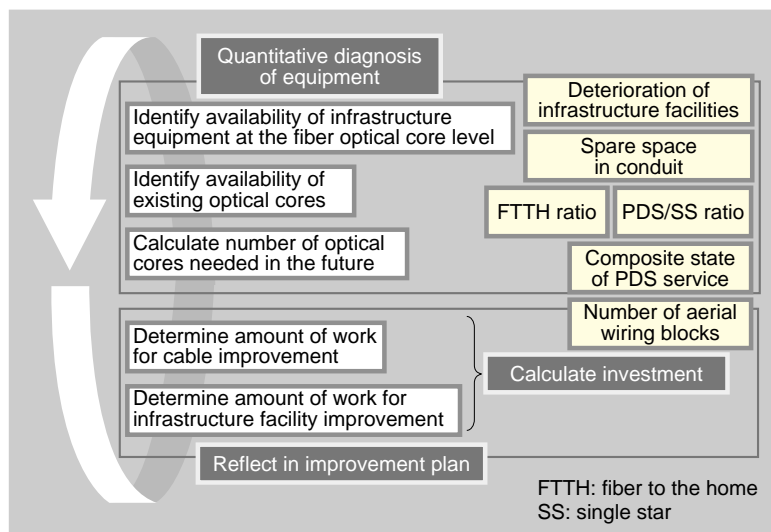 Quantitative diagnosis
of equipment
Deterioration of
infrastructure facilities
Identify availability of infrastructure
equipment at the fiber optical core level
Spare space
in conduit
Identify availability of
existing optical cores
FTTH ratio
PDS/SS ratio
Calculate number of optical
cores needed in the future
Composite state
of PDS service
Number of aerial
wiring blocks
Determine amount of work
for cable improvement
Calculate investment
Determine amount of work for
infrastructure facility improvement
Reflect in improvement plan
FTTH: fiber to the home
SS: single star